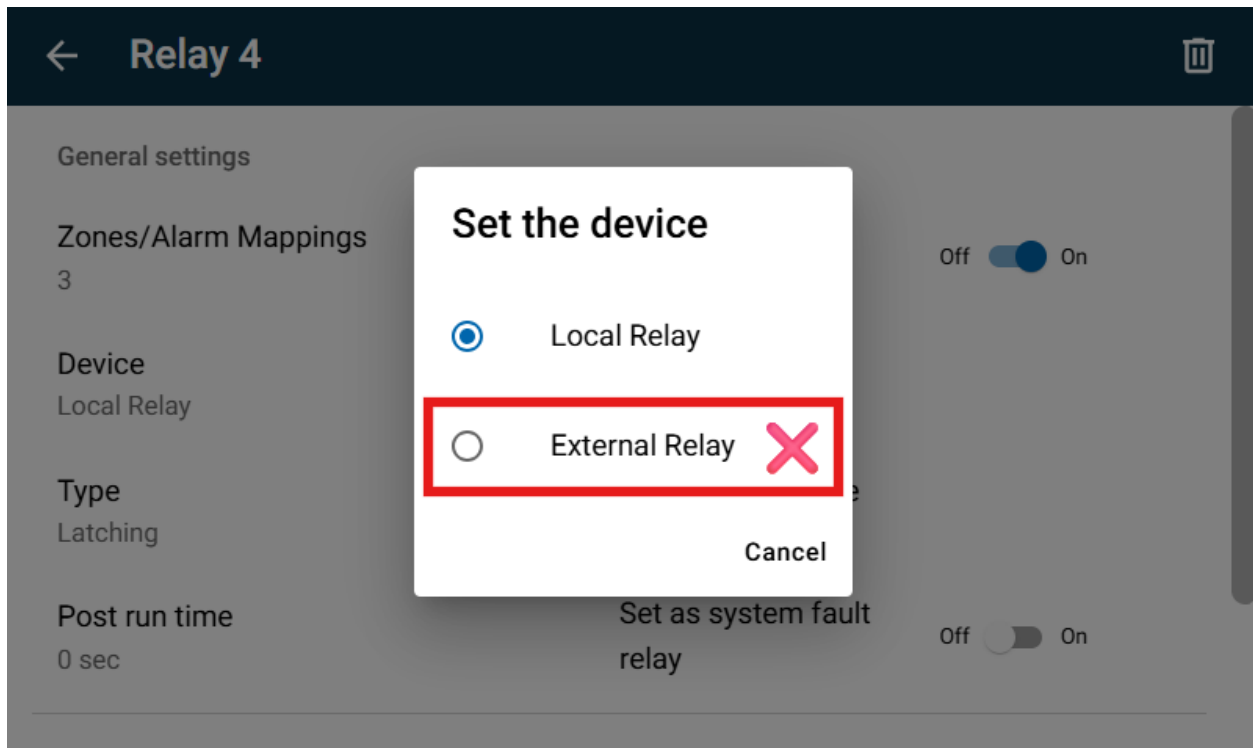 Relay 4
General settings
Zones/Alarm Mappings
3
Off On
Device
Local Relay
Type
Latching
Post run time
0 sec
Set as system fault
relay
Off On
Set the device
Local Relay
External Relay
Cancel